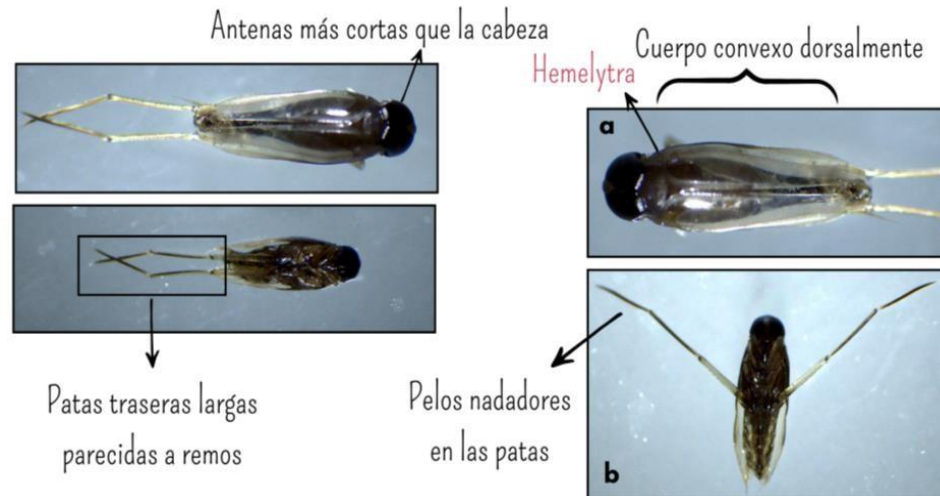 Antenas más cortas que la cabeza
Hemelytra
Cuerpo convexo dorsalmente
a
Patas traseras largas
parecidas a remos
Pelos nadadores
en las patas
b